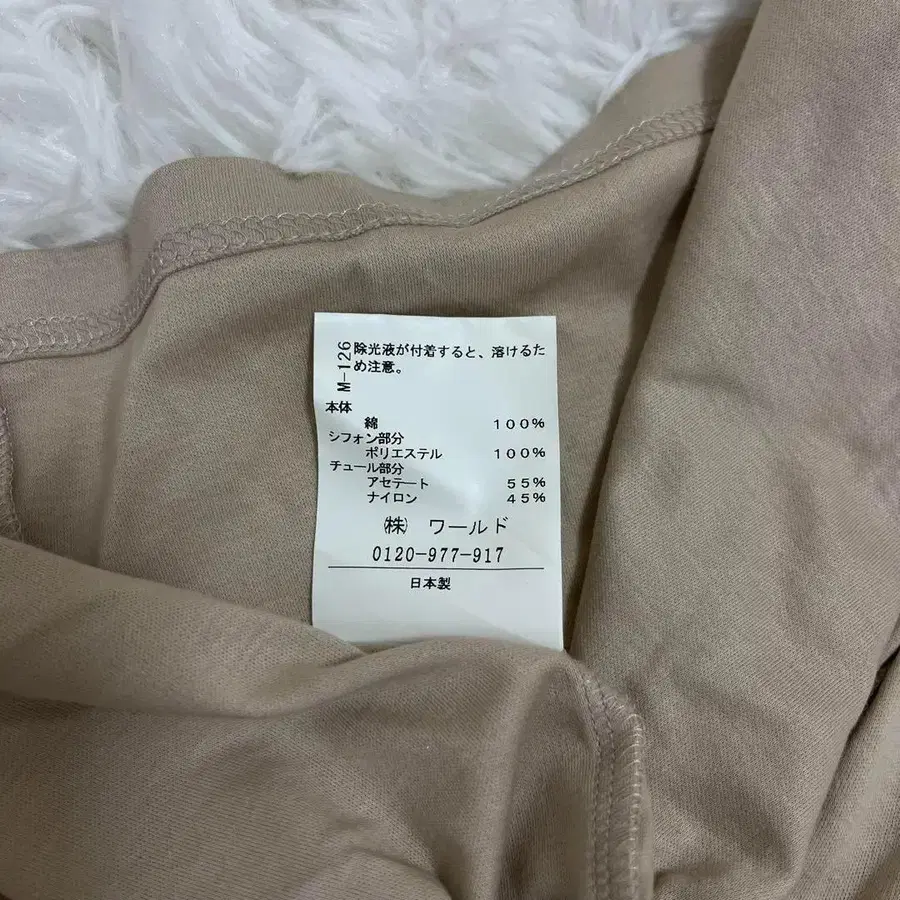 M-126
除光液が付着すると、溶けるた
め注意。
本体
綿 100%
シフォン部分
ポリエステル 100%
チュール部分
アセテート 55%
ナイロン 45%
㈱ ワールド
0120-977-917
日本製